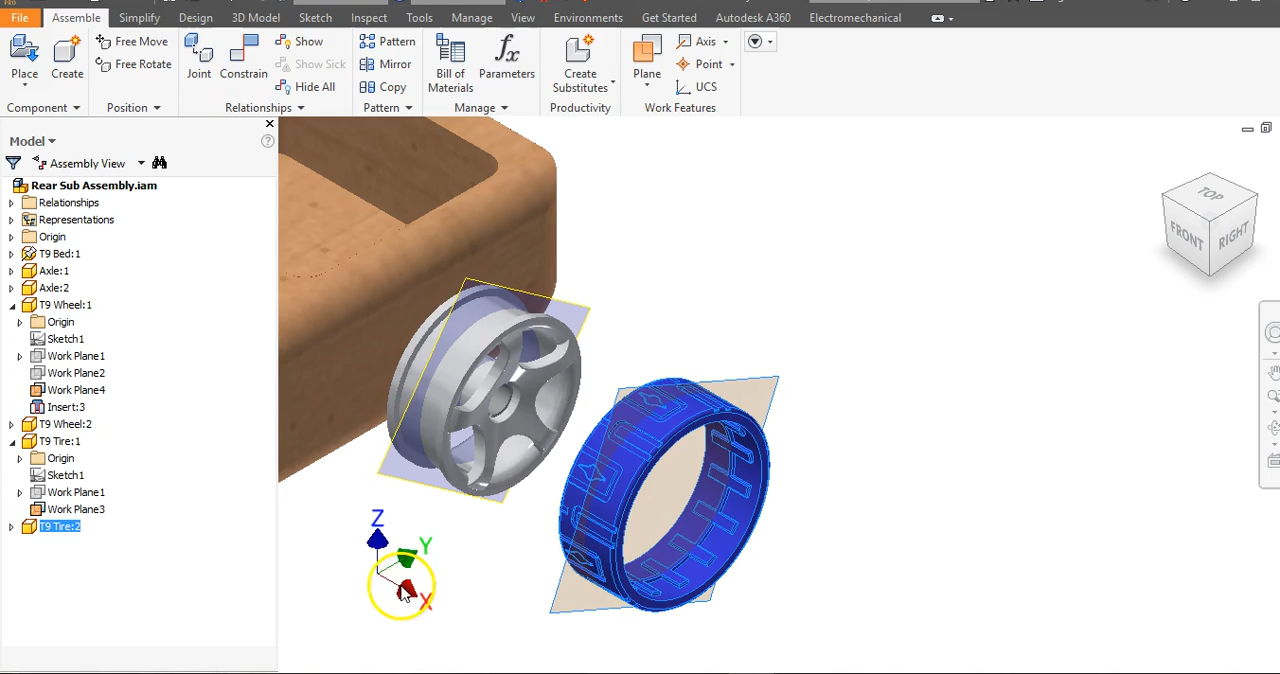 PRO
File Assemble Simplify Design 3D Model Sketch Inspect Tools Manage View Environments Get Started Autodesk A360 Electromechanical
Place
Create
Free Move
Free Rotate
Joint
Constrain
Show
Show Sick
Hide All
Pattern
Mirror
Copy
Bill of
Materials
fx
Parameters
Create
Substitutes
Plane
Axis
Point
UCS
Component Position Relationships Pattern Manage Productivity Work Features
Model
Assembly View
Rear Sub Assembly.iam
Relationships
Representations
Origin
T9 Bed:1
Axle:1
Axle:2
T9 Wheel:1
Origin
Sketch1
Work Plane1
Work Plane2
Work Plane4
Insert:3
T9 Wheel:2
T9 Tire:1
Origin
Sketch1
Work Plane1
Work Plane3
T9 Tire:2
TOP
FRONT
RIGHT
Z
Y
X